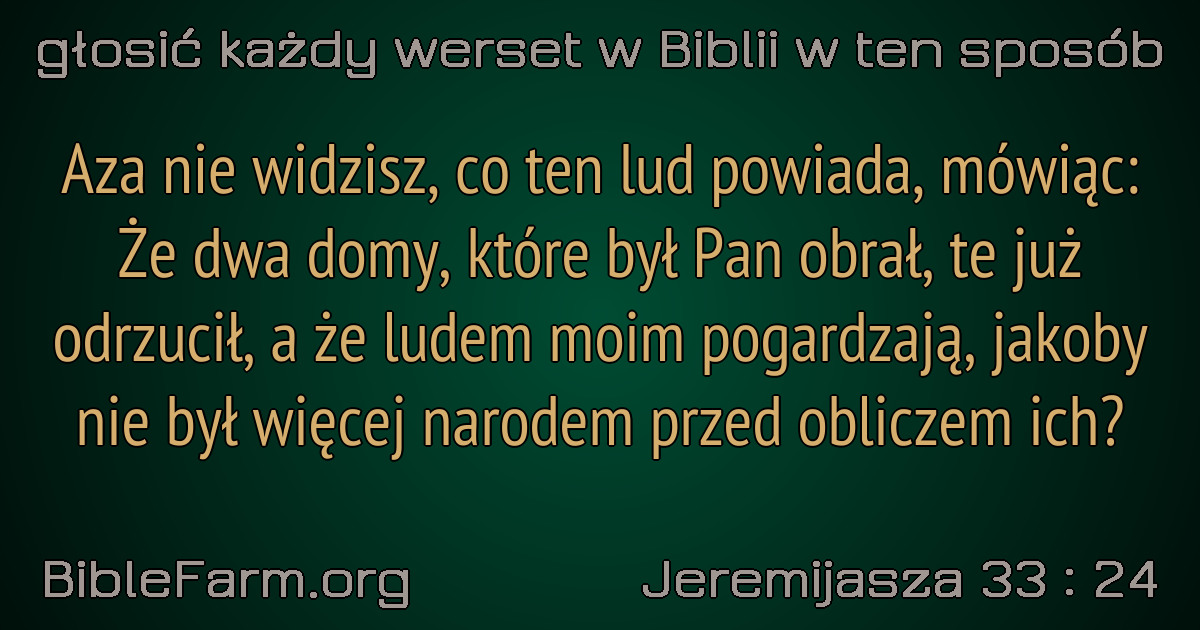 głosić każdy werset w Biblii w ten sposób
Aza nie widzisz, co ten lud powiada, mówiąc:
Że dwa domy, które był Pan obrał, te już
odrzucił, a że ludem moim pogardzają, jakoby
nie był więcej narodem przed obliczem ich?
BibleFarm.org
Jeremijasza 33 : 24